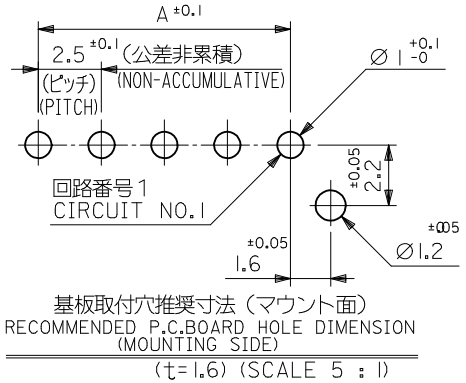 A ±0.1
2.5 ±0.1 (公差非累積)
(ピッチ) (NON-ACCUMULATIVE)
(PITCH)
Ø 1 +0.1 -0
回路番号1
CIRCUIT NO.1
2.2 ±0.05
1.6 ±0.05
Ø1.2 ±0.05
基板取付穴推奨寸法 (マウント面)
RECOMMENDED P.C.BOARD HOLE DIMENSION
(MOUNTING SIDE)
(t=1.6) (SCALE 5 : 1)